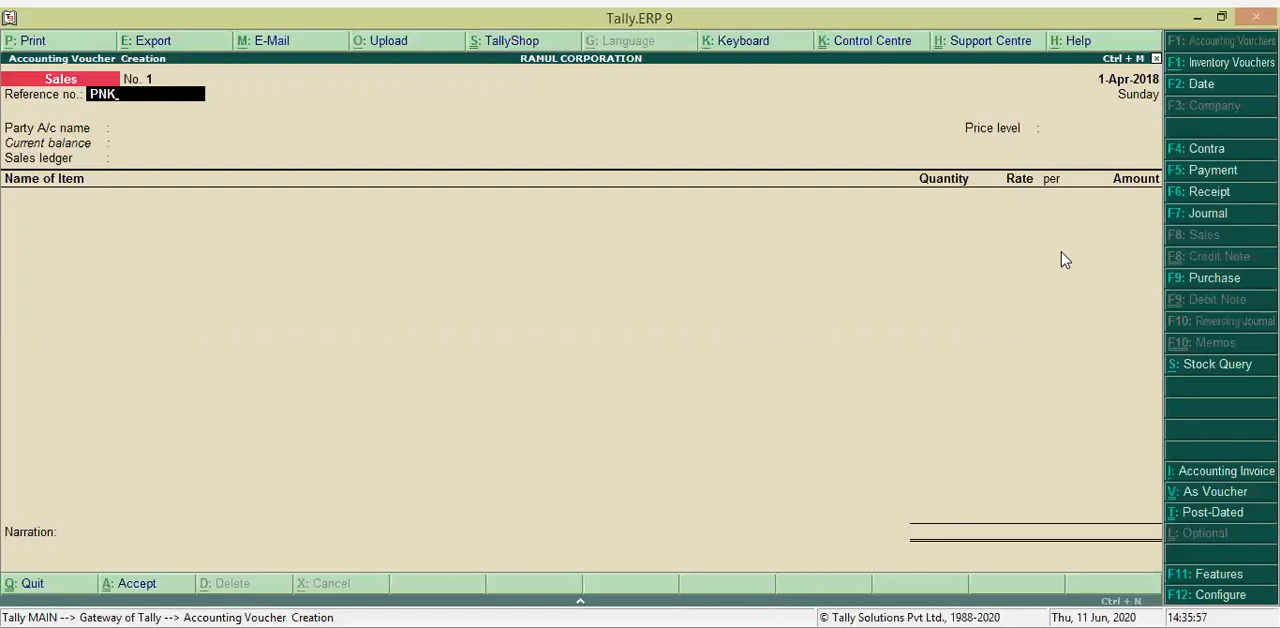 Tally.ERP 9
P: Print E: Export M: E-Mail O: Upload S: TallyShop G: Language K: Keyboard K: Control Centre H: Support Centre H: Help
Accounting Voucher Creation RAMUL CORPORATION Ctrl + M
Sales No. 1 1-Apr-2018
Reference no.: PNK_ Sunday
Party A/c name : Price level :
Current balance :
Sales ledger :
Name of Item Quantity Rate per Amount
Narration:
Q: Quit A: Accept D: Delete X: Cancel
Ctrl + N
F1: Accounting Vouchers
F1: Inventory Vouchers
F2: Date
F3: Company
F4: Contra
F5: Payment
F6: Receipt
F7: Journal
F8: Sales
F8: Credit Note
F9: Purchase
F9: Debit Note
F10: Reversing Journal
F10: Memos
S: Stock Query
I: Accounting Invoice
V: As Voucher
T: Post-Dated
L: Optional
F11: Features
F12: Configure
Tally MAIN --> Gateway of Tally --> Accounting Voucher Creation © Tally Solutions Pvt Ltd., 1988-2020 Thu, 11 Jun, 2020 14:35:57